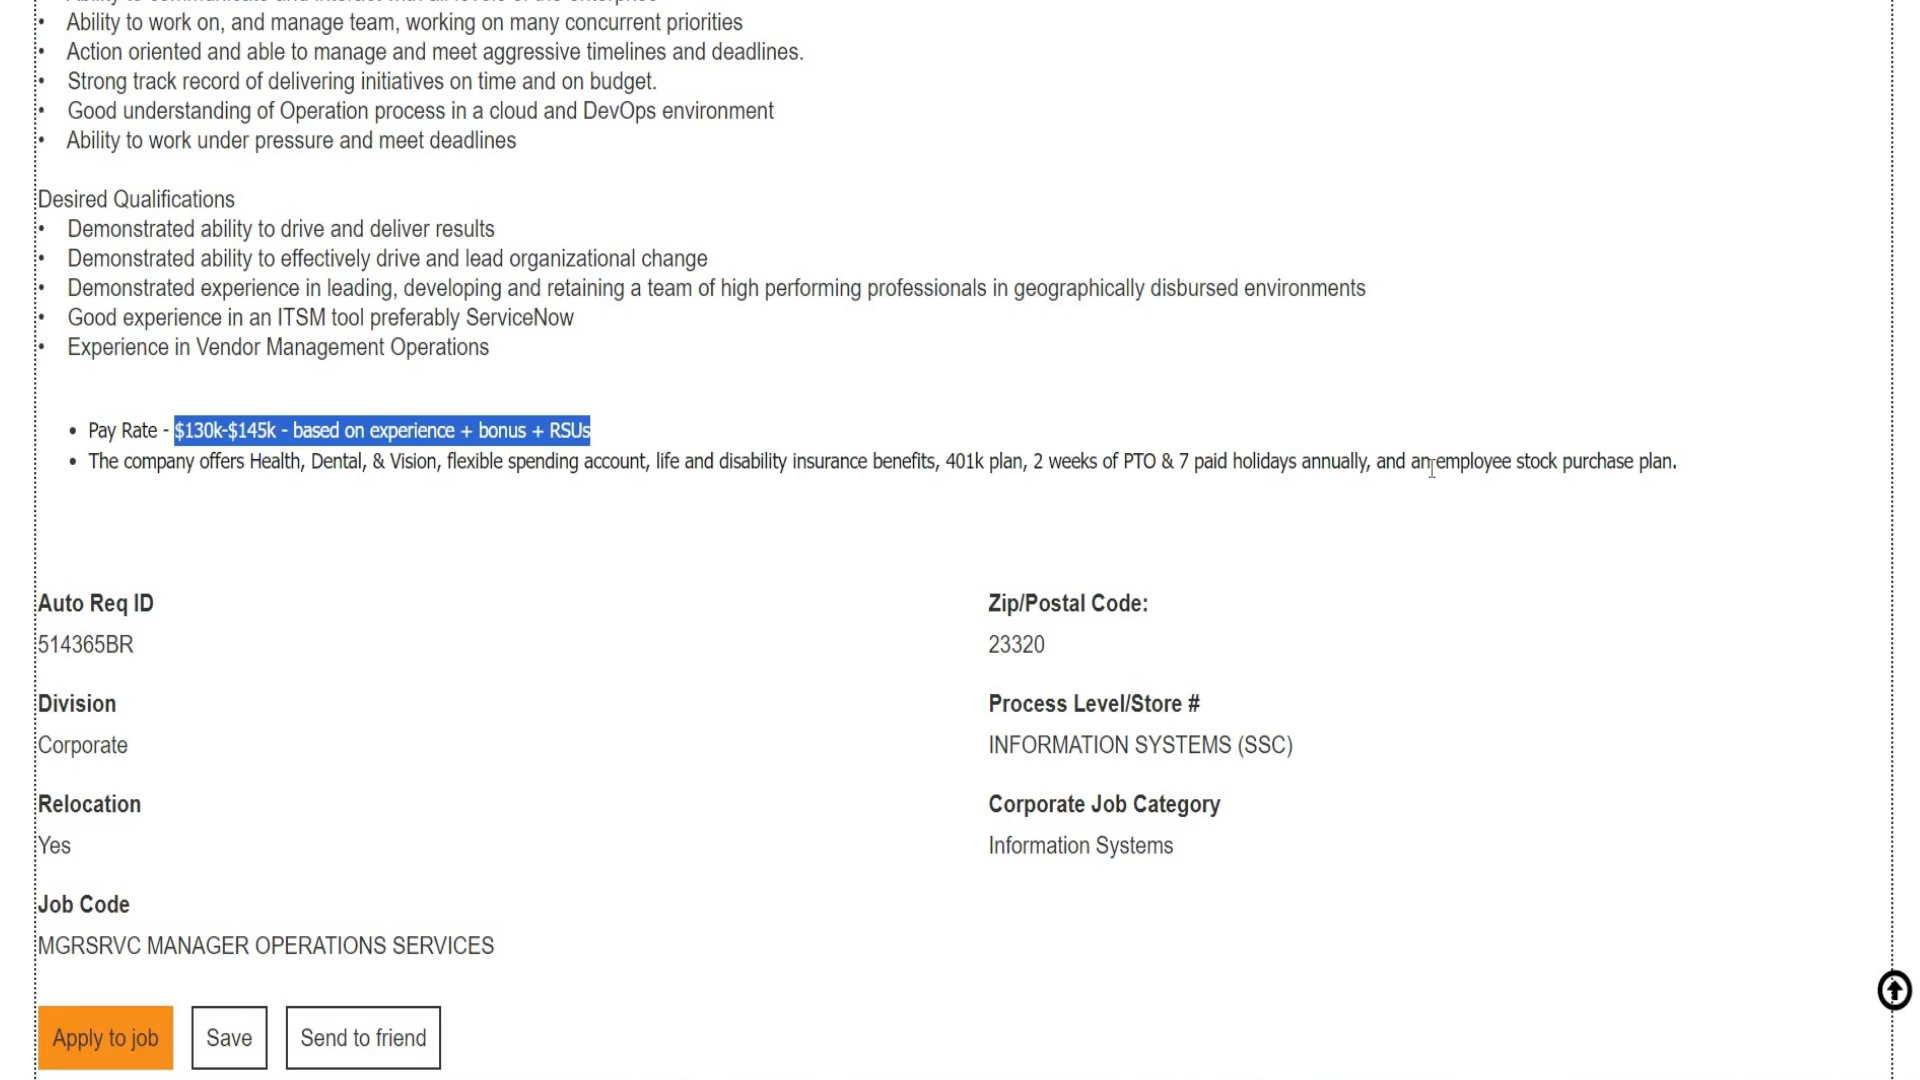 • Ability to work on, and manage team, working on many concurrent priorities
• Action oriented and able to manage and meet aggressive timelines and deadlines.
• Strong track record of delivering initiatives on time and on budget.
• Good understanding of Operation process in a cloud and DevOps environment
• Ability to work under pressure and meet deadlines
Desired Qualifications
• Demonstrated ability to drive and deliver results
• Demonstrated ability to effectively drive and lead organizational change
• Demonstrated experience in leading, developing and retaining a team of high performing professionals in geographically disbursed environments
• Good experience in an ITSM tool preferably ServiceNow
• Experience in Vendor Management Operations
• Pay Rate - $130k-$145k - based on experience + bonus + RSUs
• The company offers Health, Dental, & Vision, flexible spending account, life and disability insurance benefits, 401k plan, 2 weeks of PTO & 7 paid holidays annually, and an employee stock purchase plan.
Auto Req ID
514365BR
Zip/Postal Code:
23320
Division
Corporate
Process Level/Store #
INFORMATION SYSTEMS (SSC)
Relocation
Yes
Corporate Job Category
Information Systems
Job Code
MGRSRVC MANAGER OPERATIONS SERVICES
Apply to job
Save
Send to friend